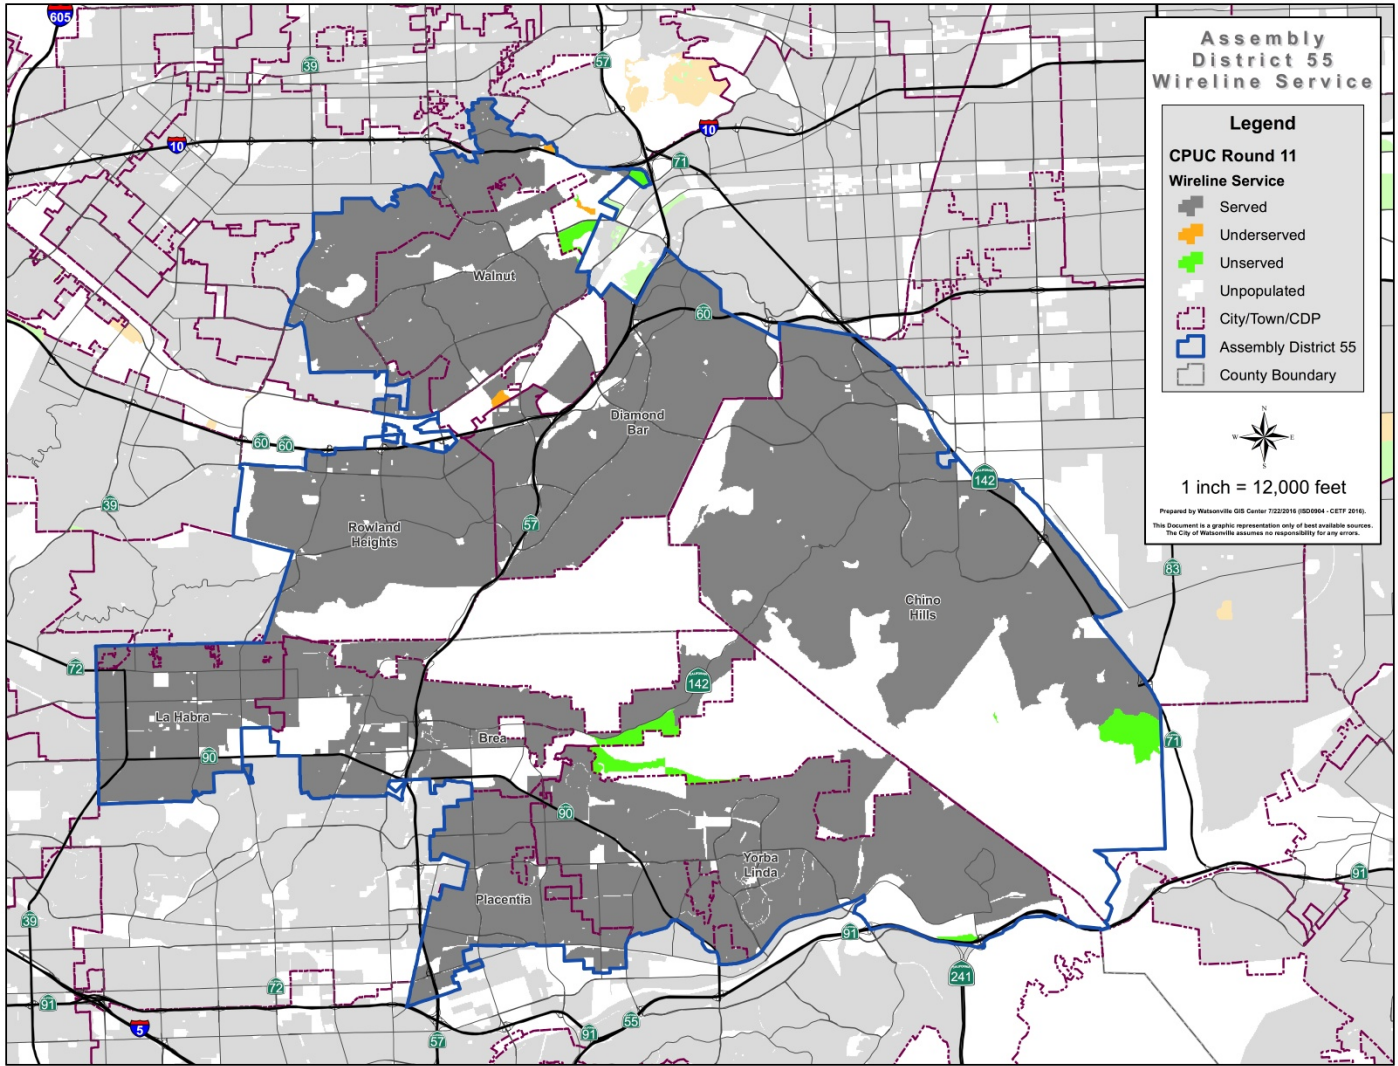 Assembly
District 55
Wireline Service
Legend
CPUC Round 11
Wireline Service
Served
Underserved
Unserved
Unpopulated
City/Town/CDP
Assembly District 55
County Boundary
N
W E
S
1 inch = 12,000 feet
Prepared by Watsonville GIS Center 7/22/2016 (ISD0904 - CETF 2016).
This Document is a graphic representation only of best available sources.
The City of Watsonville assumes no responsibility for any errors.
605
39
57
10
10
71
Walnut
60
Diamond
Bar
60 60
142
39
57
Rowland
Heights
83
Chino
Hills
72
142
La Habra
Brea
90
71
90
Yorba
Linda
Placentia
91
39
91
241
72
91
5
57
91
55